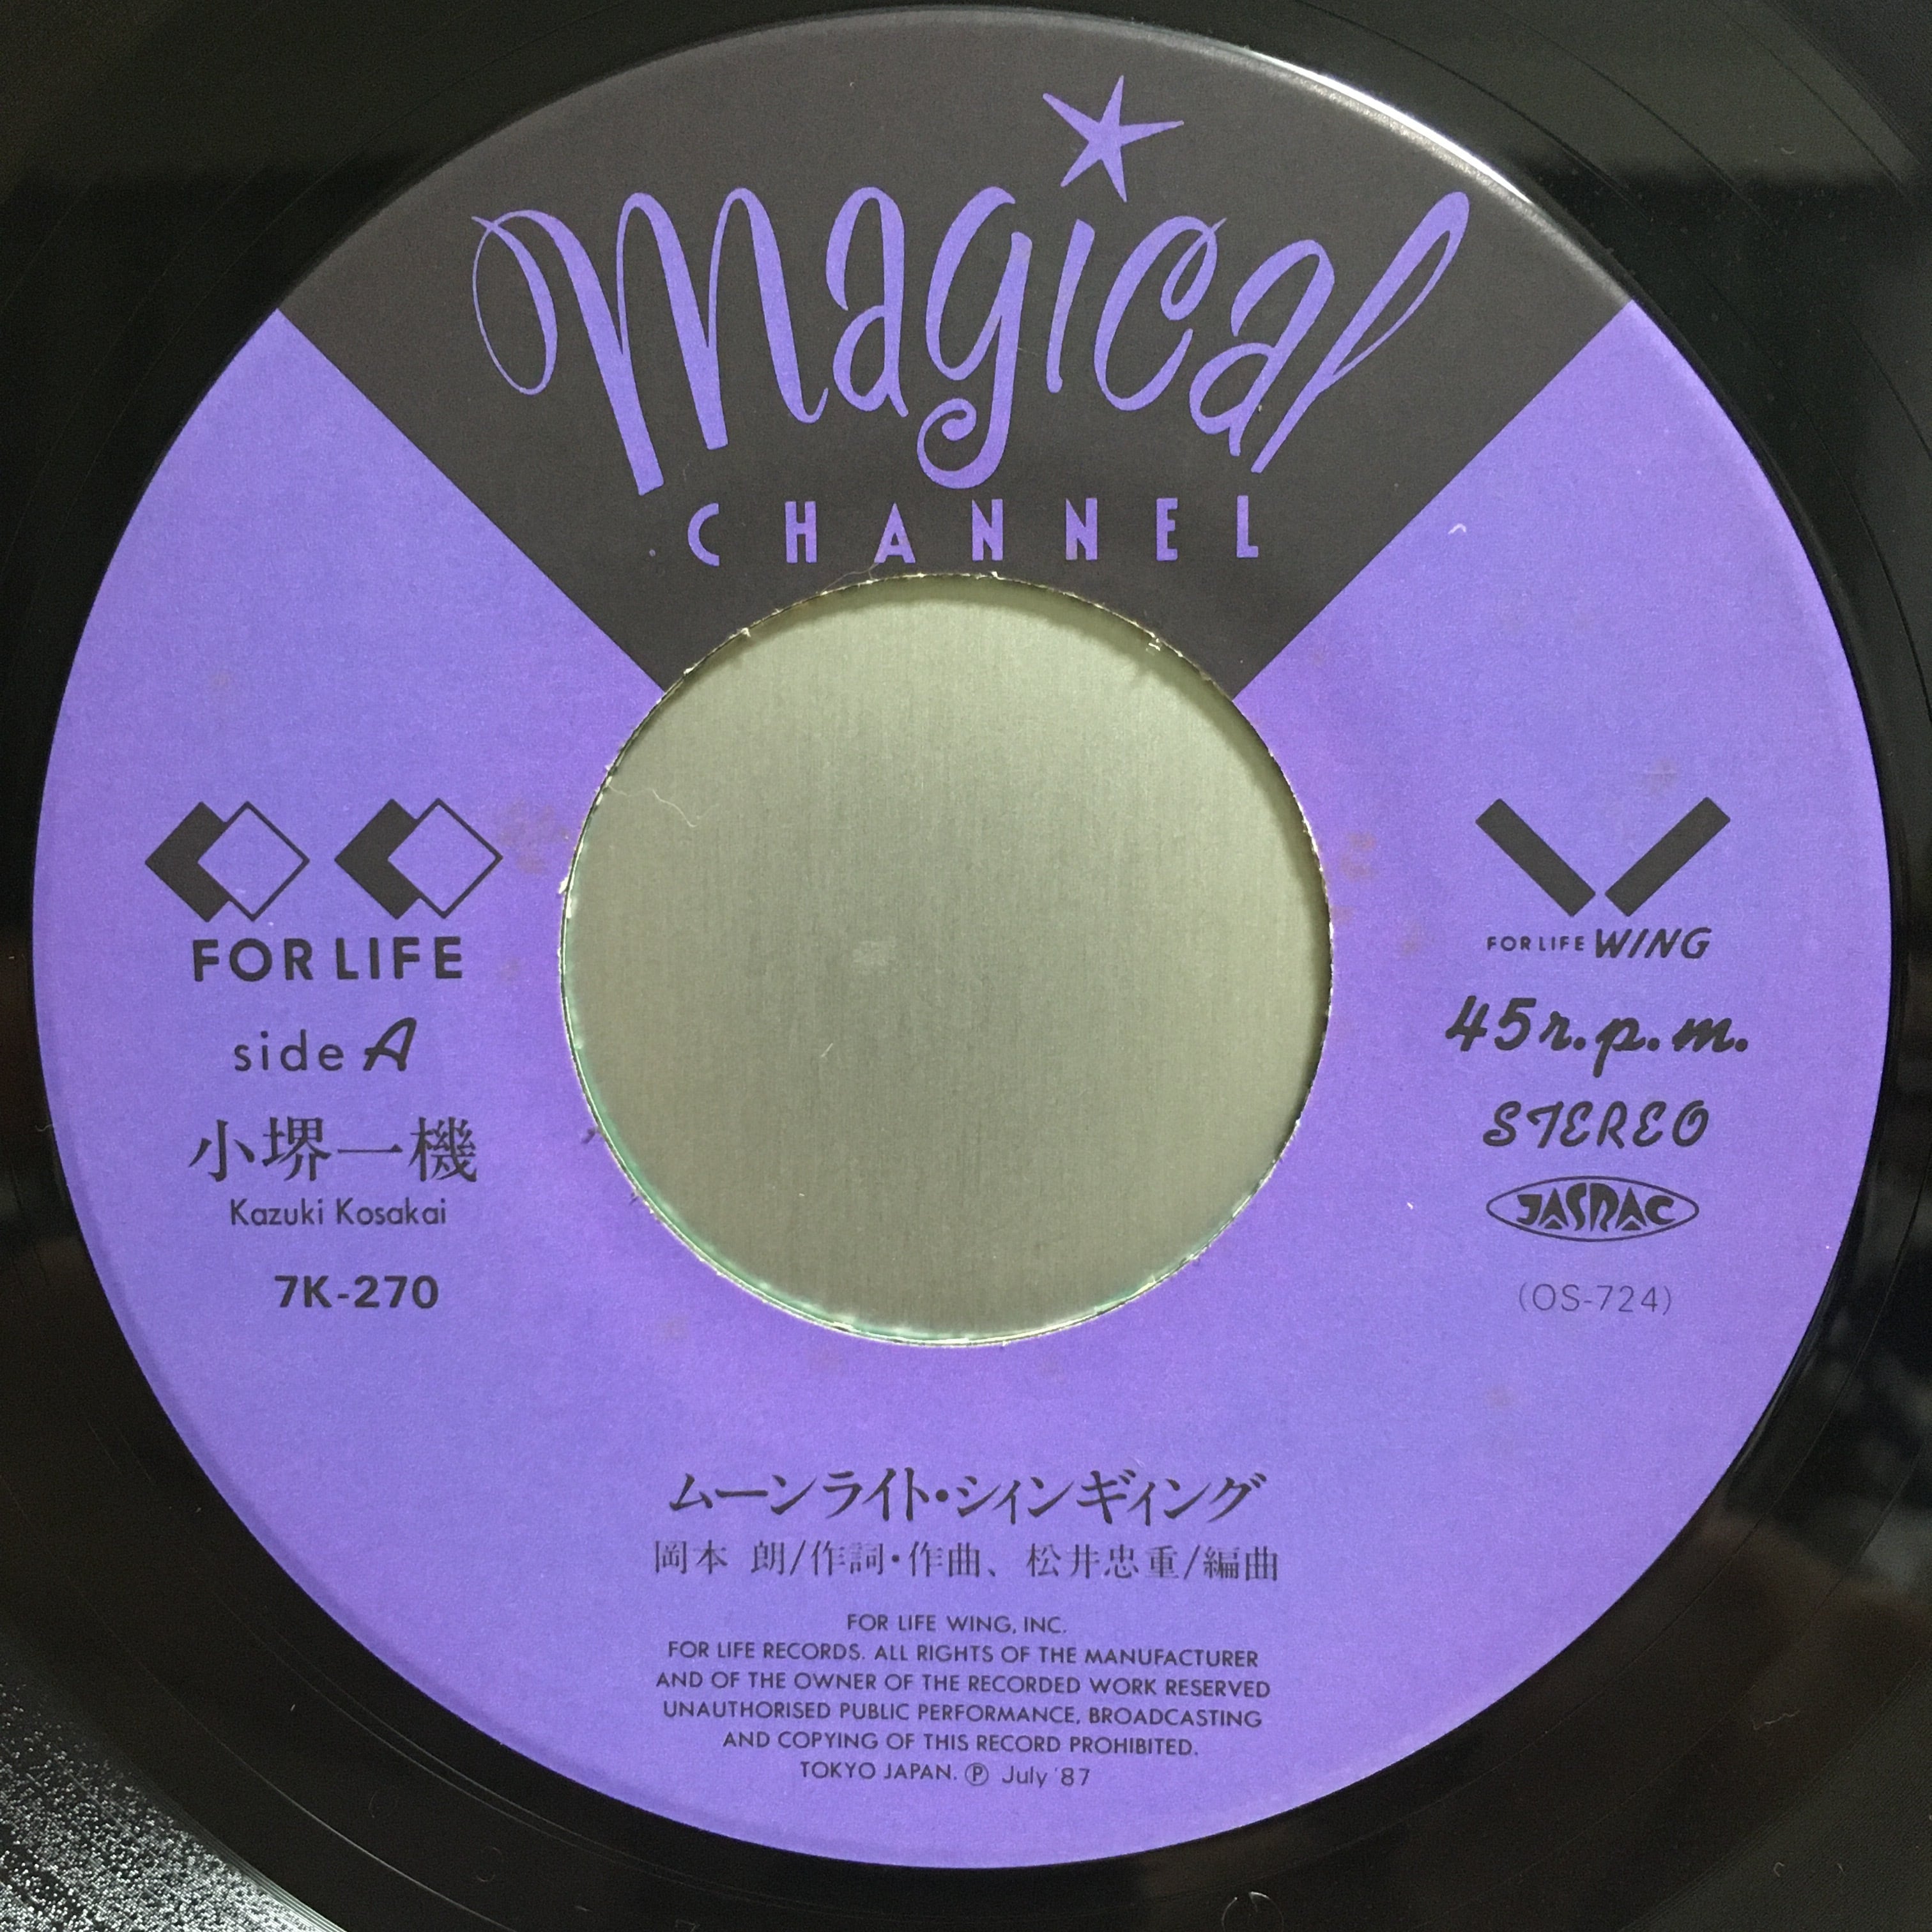 magical
CHANNEL
FOR LIFE
side A
小堺一機
Kazuki Kosakai
7K-270
FOR LIFE WING
45r.p.m.
STEREO
JASRAC
(OS-724)
ムーンライト・シィンギィング
岡本 朗/作詞・作曲、松井忠重/編曲
FOR LIFE WING, INC.
FOR LIFE RECORDS. ALL RIGHTS OF THE MANUFACTURER
AND OF THE OWNER OF THE RECORDED WORK RESERVED
UNAUTHORISED PUBLIC PERFORMANCE, BROADCASTING
AND COPYING OF THIS RECORD PROHIBITED.
TOKYO JAPAN. Ⓟ July '87